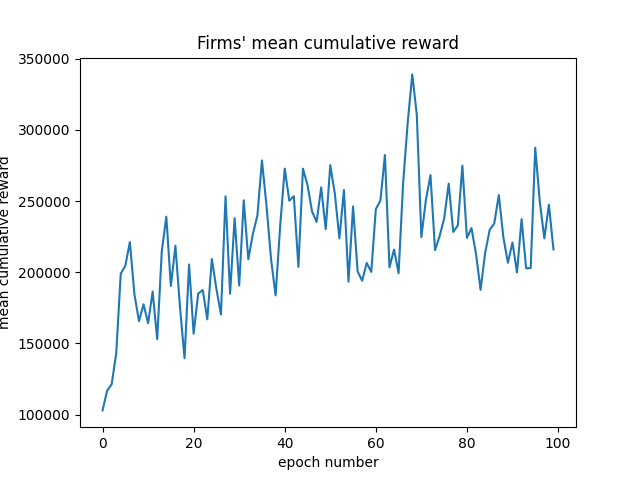 Firms' mean cumulative reward
mean cumulative reward
350000
300000
250000
200000
150000
100000
0 20 40 60 80 100
epoch number